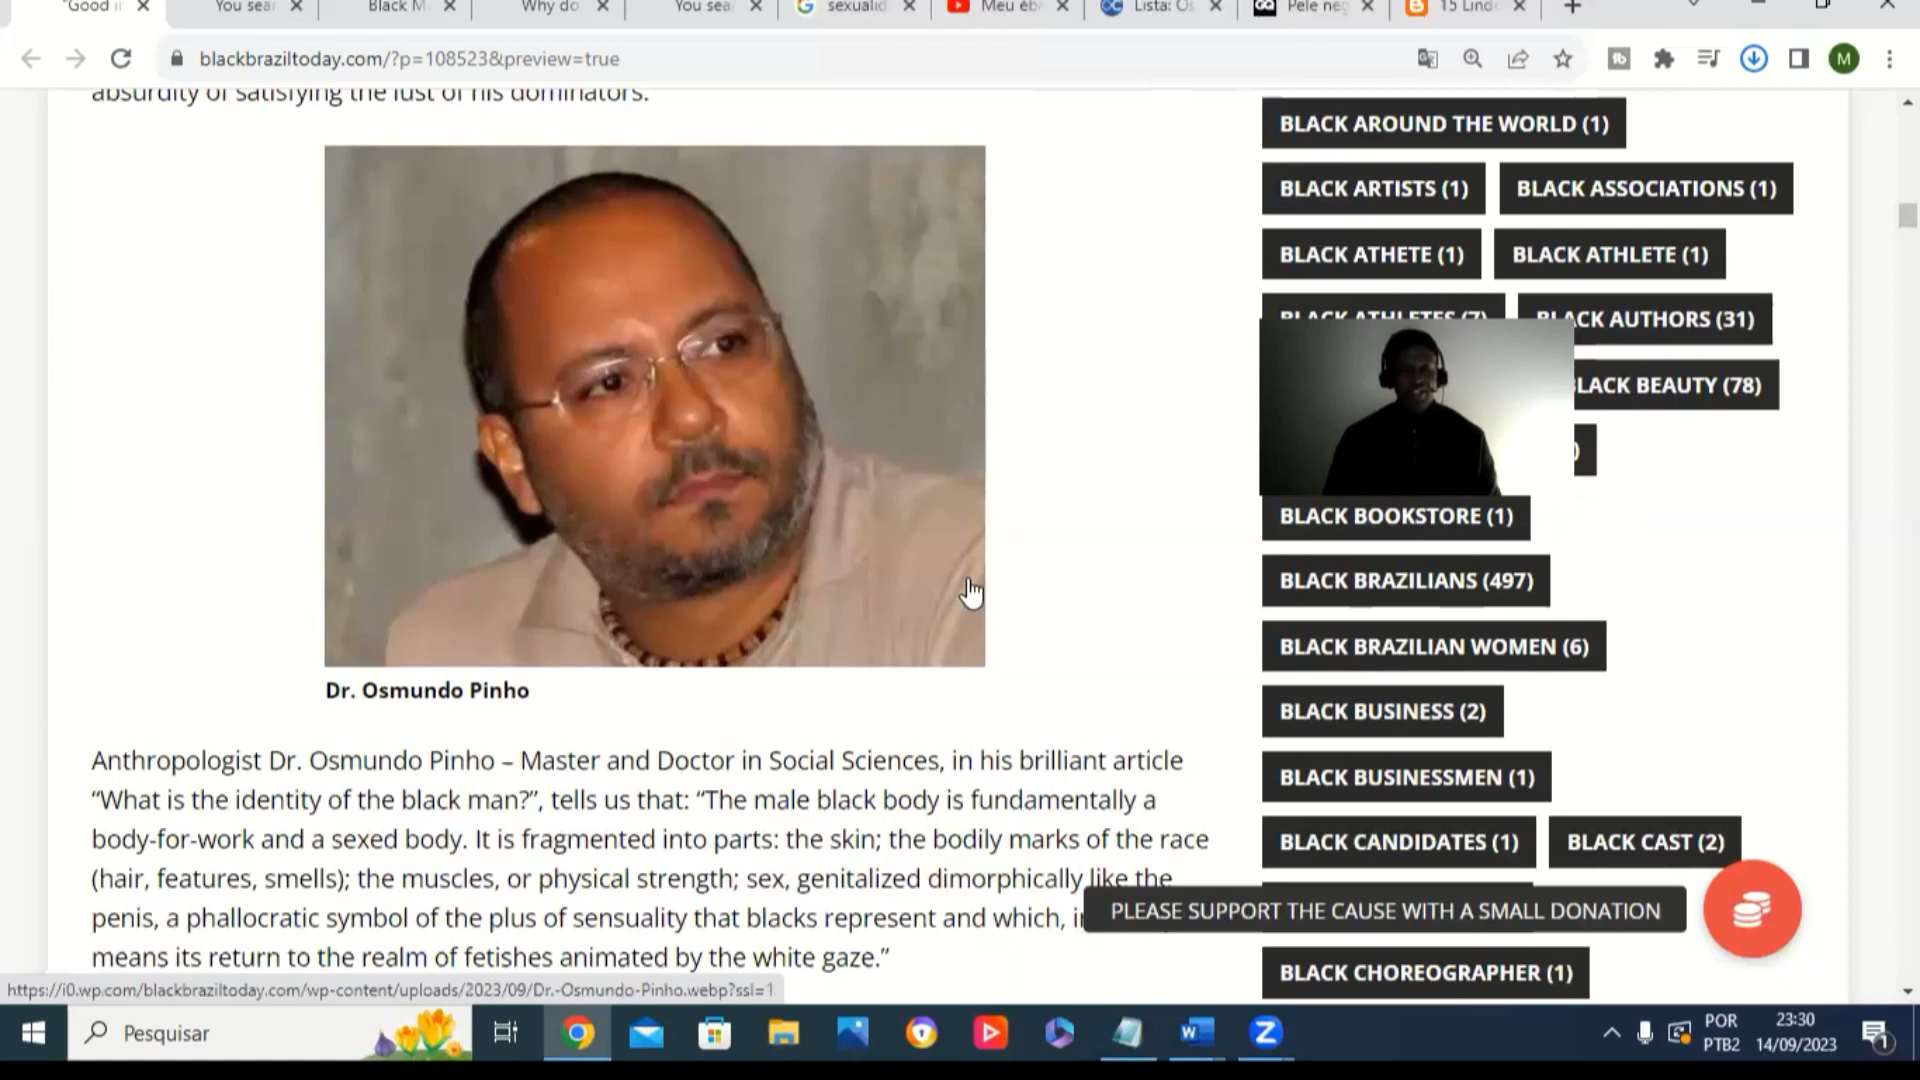 "Good in
You sear
Black M
Why do
You sear
sexualid
Meu éb
Lista: Os
Pele neg
15 Lind
blackbraziltoday.com/?p=108523&preview=true
M
absurdity of satisfying the lust of his dominators.
BLACK AROUND THE WORLD (1)
BLACK ARTISTS (1) BLACK ASSOCIATIONS (1)
BLACK ATHETE (1) BLACK ATHLETE (1)
BLACK ATHLETES (7) BLACK AUTHORS (31)
BLACK BEAUTY (78)
)
BLACK BOOKSTORE (1)
BLACK BRAZILIANS (497)
BLACK BRAZILIAN WOMEN (6)
BLACK BUSINESS (2)
BLACK BUSINESSMEN (1)
BLACK CANDIDATES (1) BLACK CAST (2)
BLACK CHOREOGRAPHER (1)
Dr. Osmundo Pinho
Anthropologist Dr. Osmundo Pinho – Master and Doctor in Social Sciences, in his brilliant article
“What is the identity of the black man?”, tells us that: “The male black body is fundamentally a
body-for-work and a sexed body. It is fragmented into parts: the skin; the bodily marks of the race
(hair, features, smells); the muscles, or physical strength; sex, genitalized dimorphically like the
penis, a phallocratic symbol of the plus of sensuality that blacks represent and which,
means its return to the realm of fetishes animated by the white gaze.”
PLEASE SUPPORT THE CAUSE WITH A SMALL DONATION
https://i0.wp.com/blackbraziltoday.com/wp-content/uploads/2023/09/Dr.-Osmundo-Pinho.webp?ssl=1
Pesquisar
POR
PTB2
23:30
14/09/2023
1